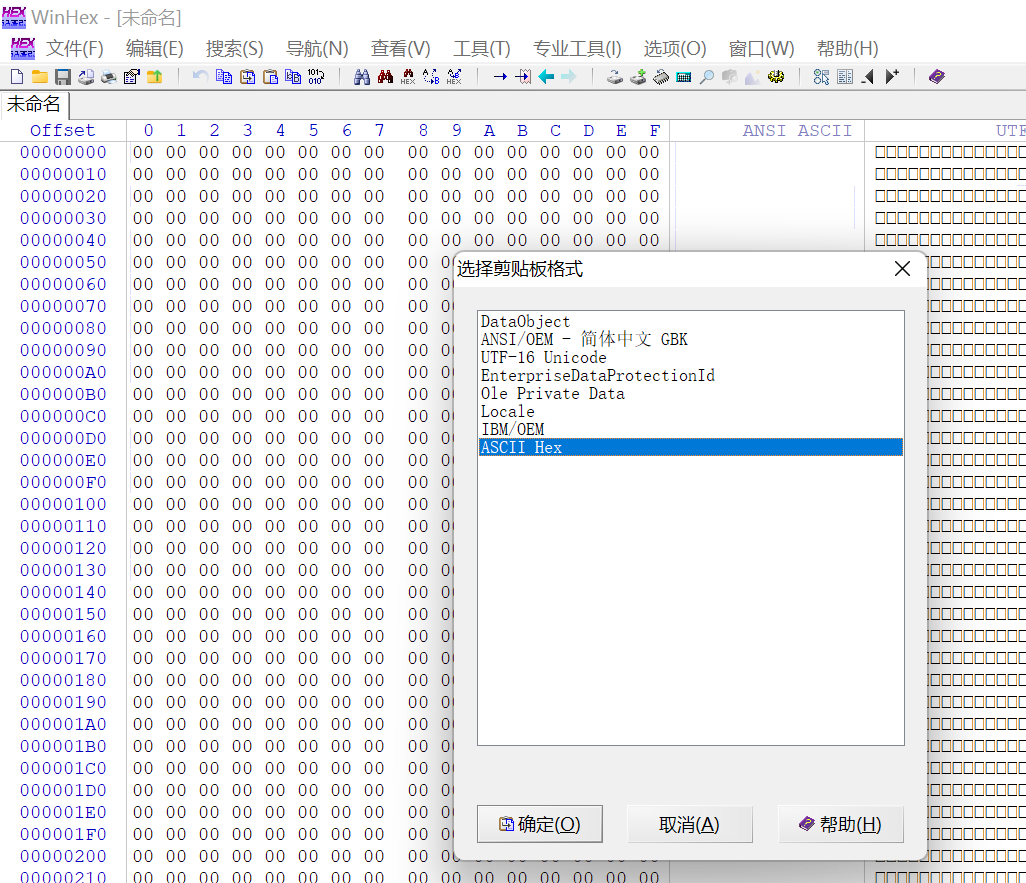 WinHex - [未命名]
文件(F) 编辑(E) 搜索(S) 导航(N) 查看(V) 工具(T) 专业工具(I) 选项(O) 窗口(W) 帮助(H)
未命名
Offset 0 1 2 3 4 5 6 7 8 9 A B C D E F ANSI ASCII UTF
00000000 00 00 00 00 00 00 00 00 00 00 00 00 00 00 00 00
00000010 00 00 00 00 00 00 00 00 00 00 00 00 00 00 00 00
00000020 00 00 00 00 00 00 00 00 00 00 00 00 00 00 00 00
00000030 00 00 00 00 00 00 00 00 00 00 00 00 00 00 00 00
00000040 00 00 00 00 00 00 00 00 00 00 00 00 00 00 00 00
00000050 00 00 00 00 00 00 00 00 00
00000060 00 00 00 00 00 00 00 00 00
00000070 00 00 00 00 00 00 00 00 00
00000080 00 00 00 00 00 00 00 00 00
00000090 00 00 00 00 00 00 00 00 00
000000A0 00 00 00 00 00 00 00 00 00
000000B0 00 00 00 00 00 00 00 00 00
000000C0 00 00 00 00 00 00 00 00 00
000000D0 00 00 00 00 00 00 00 00 00
000000E0 00 00 00 00 00 00 00 00 00
000000F0 00 00 00 00 00 00 00 00 00
00000100 00 00 00 00 00 00 00 00 00
00000110 00 00 00 00 00 00 00 00 00
00000120 00 00 00 00 00 00 00 00 00
00000130 00 00 00 00 00 00 00 00 00
00000140 00 00 00 00 00 00 00 00 00
00000150 00 00 00 00 00 00 00 00 00
00000160 00 00 00 00 00 00 00 00 00
00000170 00 00 00 00 00 00 00 00 00
00000180 00 00 00 00 00 00 00 00 00
00000190 00 00 00 00 00 00 00 00 00
000001A0 00 00 00 00 00 00 00 00 00
000001B0 00 00 00 00 00 00 00 00 00
000001C0 00 00 00 00 00 00 00 00 00
000001D0 00 00 00 00 00 00 00 00 00
000001E0 00 00 00 00 00 00 00 00 00
000001F0 00 00 00 00 00 00 00 00 00
00000200 00 00 00 00 00 00 00 00 00 00 00 00 00 00 00 00
00000210 00 00 00 00 00 00 00 00 00 00 00 00 00 00 00 00
选择剪贴板格式
DataObject
ANSI/OEM - 简体中文 GBK
UTF-16 Unicode
EnterpriseDataProtectionId
Ole Private Data
Locale
IBM/OEM
ASCII Hex
确定(O) 取消(A) 帮助(H)